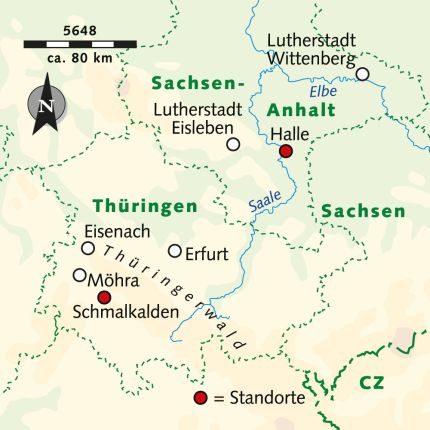 5648
ca. 80 km
N
Lutherstadt
Wittenberg
Elbe
Sachsen-
Anhalt
Lutherstadt
Eisleben
Halle
Saale
Thüringen
Sachsen
Eisenach
Erfurt
Thüringerwald
Möhra
Schmalkalden
CZ
= Standorte